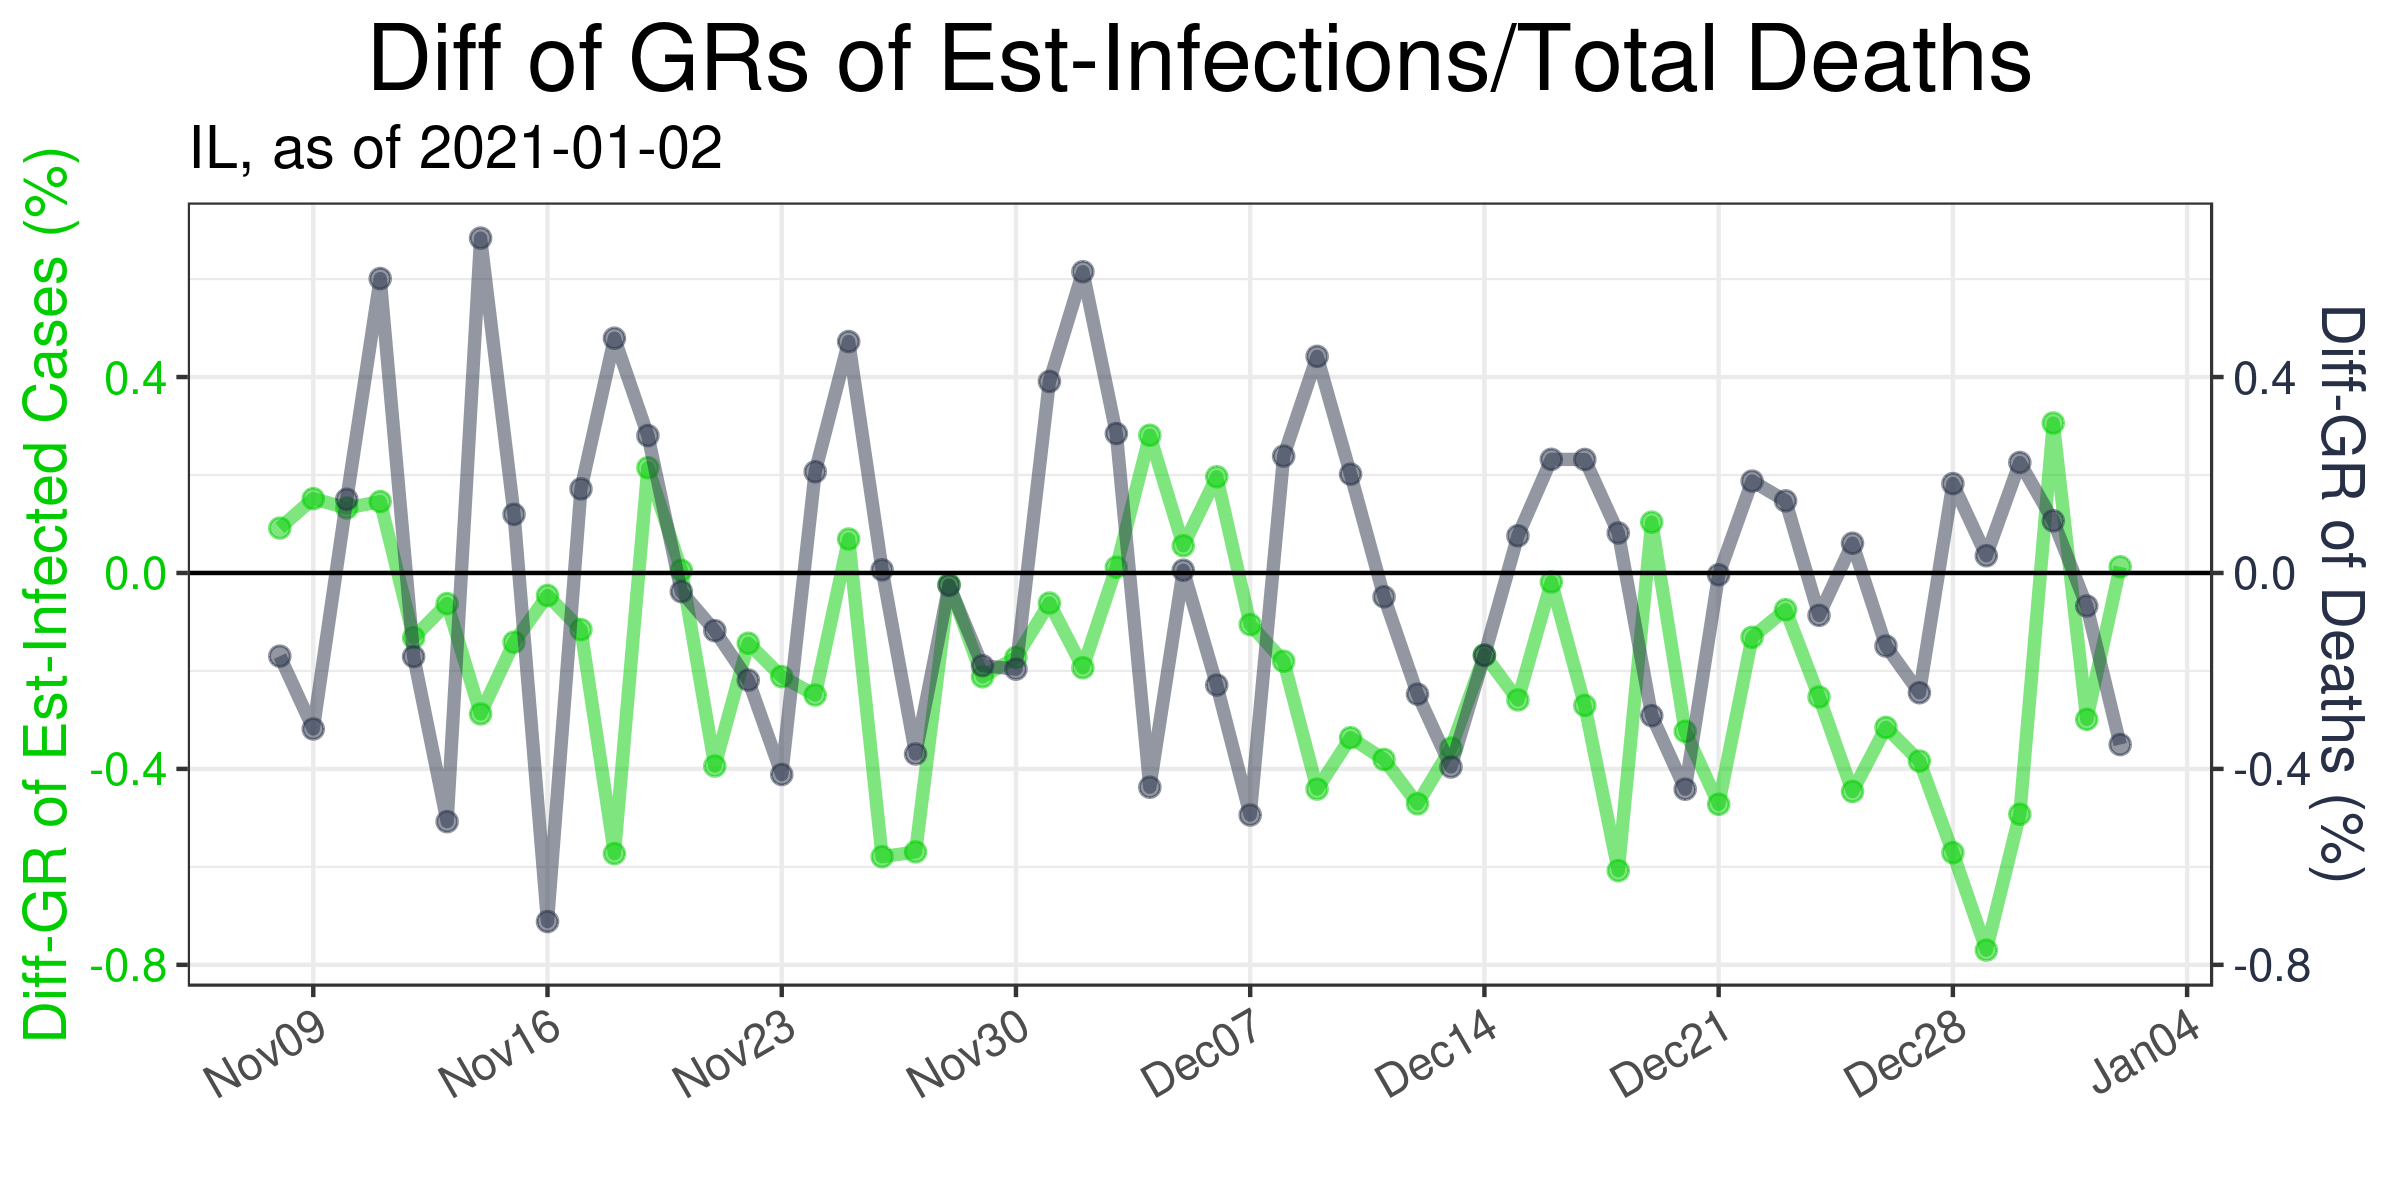 Diff of GRs of Est-Infections/Total Deaths
IL, as of 2021-01-02
Diff-GR of Est-Infected Cases (%)
0.4
0.0
-0.4
-0.8
0.4
0.0
-0.4
-0.8
Diff-GR of Deaths (%)
Nov09
Nov16
Nov23
Nov30
Dec07
Dec14
Dec21
Dec28
Jan04